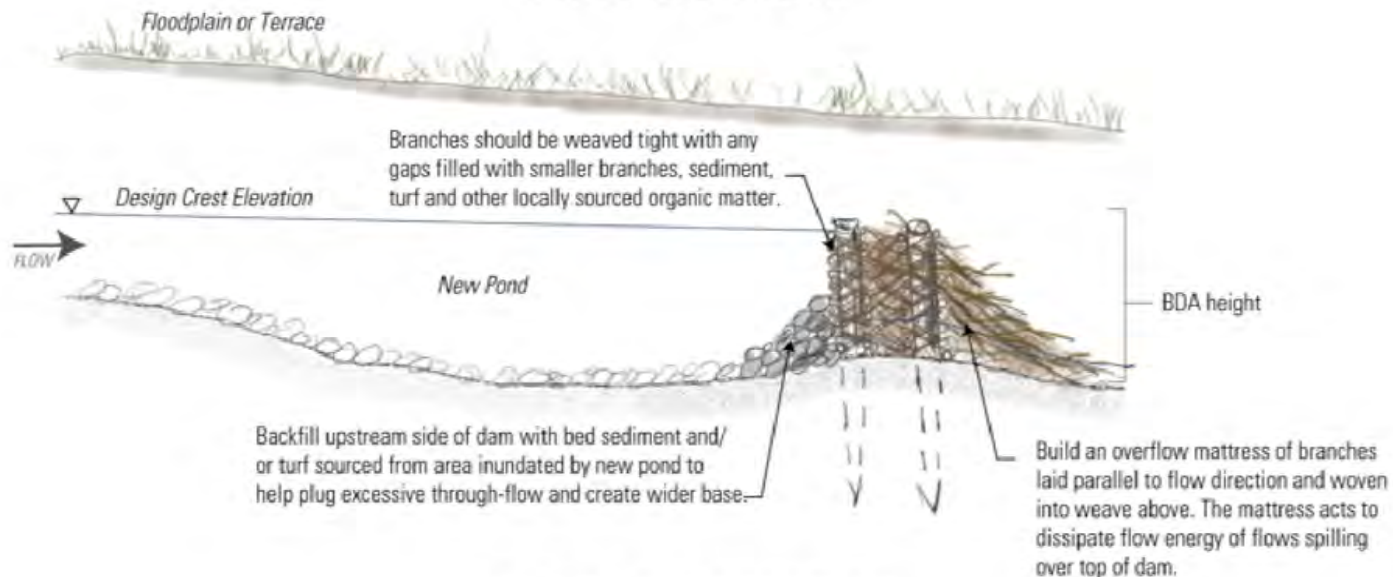 Floodplain or Terrace
Branches should be weaved tight with any
gaps filled with smaller branches, sediment,
turf and other locally sourced organic matter.
Design Crest Elevation
FLOW
New Pond
BDA height
Backfill upstream side of dam with bed sediment and/
or turf sourced from area inundated by new pond to
help plug excessive through-flow and create wider base.
Build an overflow mattress of branches
laid parallel to flow direction and woven
into weave above. The mattress acts to
dissipate flow energy of flows spilling
over top of dam.